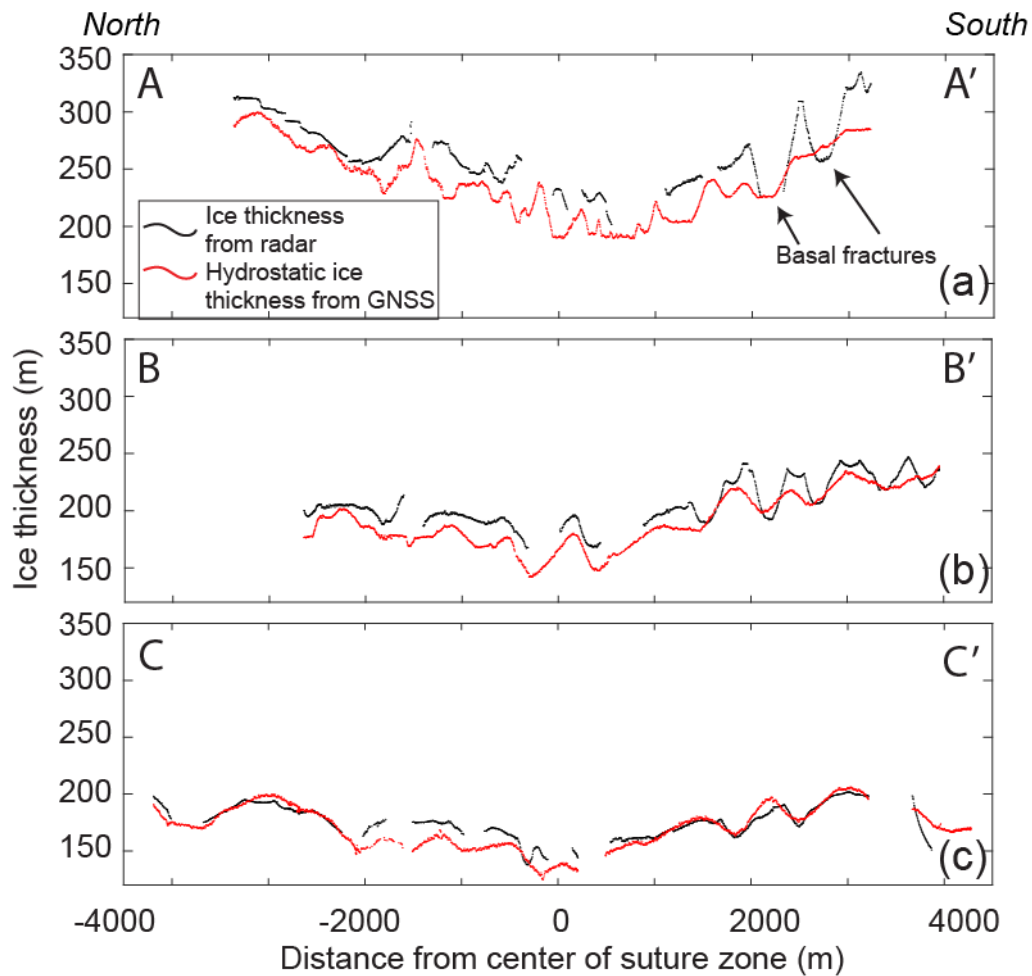 North South
A A′
350
300
250
200
150
Ice thickness
from radar
Hydrostatic ice
thickness from GNSS
Basal fractures
(a)
B B′
350
300
250
200
150
(b)
Ice thickness (m)
C C′
350
300
250
200
150
(c)
-4000 -2000 0 2000 4000
Distance from center of suture zone (m)